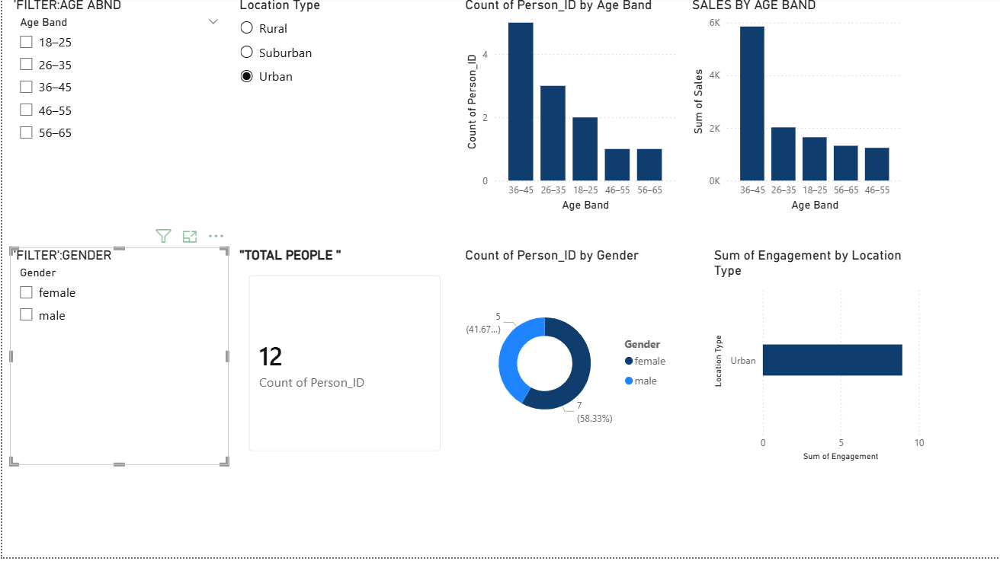 'FILTER:AGE ABND
Age Band
18–25
26–35
36–45
46–55
56–65
Location Type
Rural
Suburban
Urban
Count of Person_ID by Age Band
Count of Person_ID
4
2
0
36–45 26–35 18–25 46–55 56–65
Age Band
SALES BY AGE BAND
Sum of Sales
6K
4K
2K
0K
36–45 26–35 18–25 56–65 46–55
Age Band
'FILTER':GENDER
Gender
female
male
"TOTAL PEOPLE "
12
Count of Person_ID
Count of Person_ID by Gender
5
(41.67...)
7
(58.33%)
Gender
female
male
Sum of Engagement by Location
Type
Location Type
Urban
0 5 10
Sum of Engagement